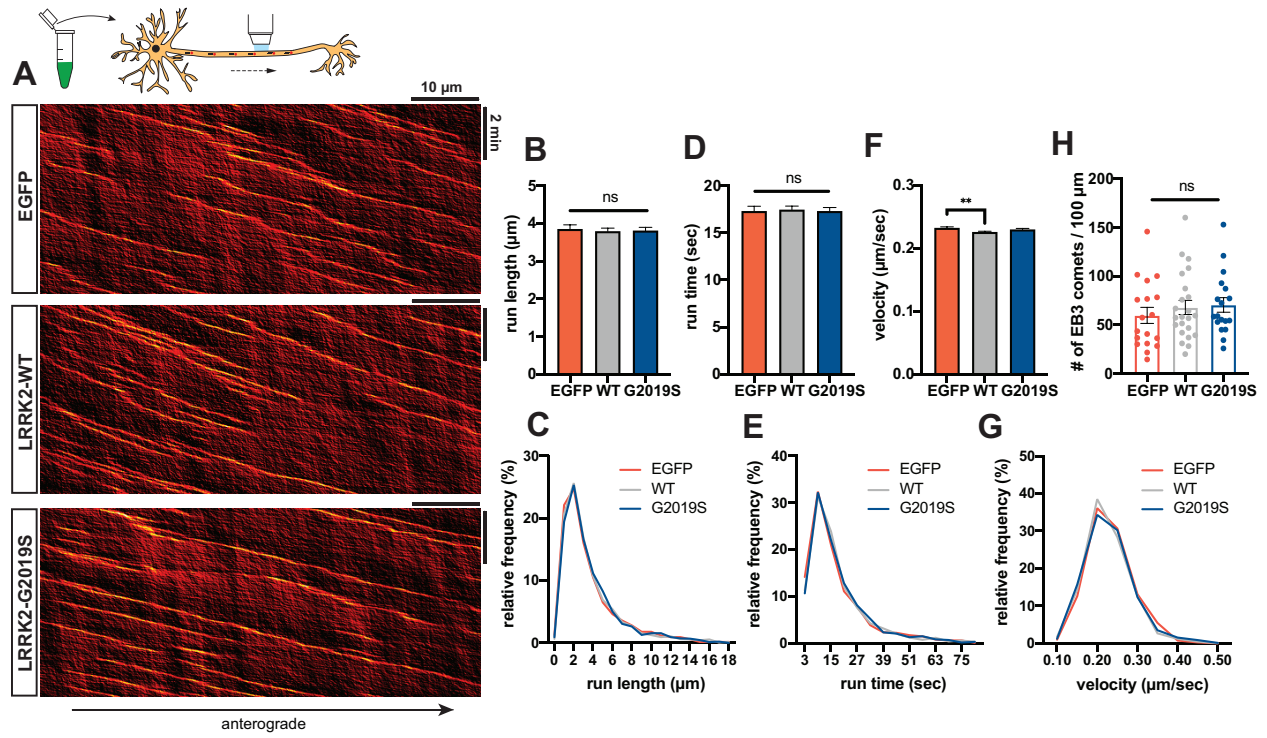 A
10 µm
2 min
EGFP
LRRK2-WT
LRRK2-G2019S
anterograde
B
run length (µm)
5
4
3
2
1
0
ns
EGFP WT G2019S
D
run time (sec)
20
15
10
5
0
ns
EGFP WT G2019S
F
velocity (µm/sec)
0.3
0.2
0.1
0.0
**
EGFP WT G2019S
H
# of EB3 comets / 100 µm
200
150
100
50
0
ns
EGFP WT G2019S
C
relative frequency (%)
30
20
10
0
EGFP
WT
G2019S
0 2 4 6 8 10 12 14 16 18
run length (µm)
E
relative frequency (%)
40
30
20
10
0
EGFP
WT
G2019S
3 15 27 39 51 63 75
run time (sec)
G
relative frequency (%)
50
40
30
20
10
0
EGFP
WT
G2019S
0.10 0.20 0.30 0.40 0.50
velocity (µm/sec)